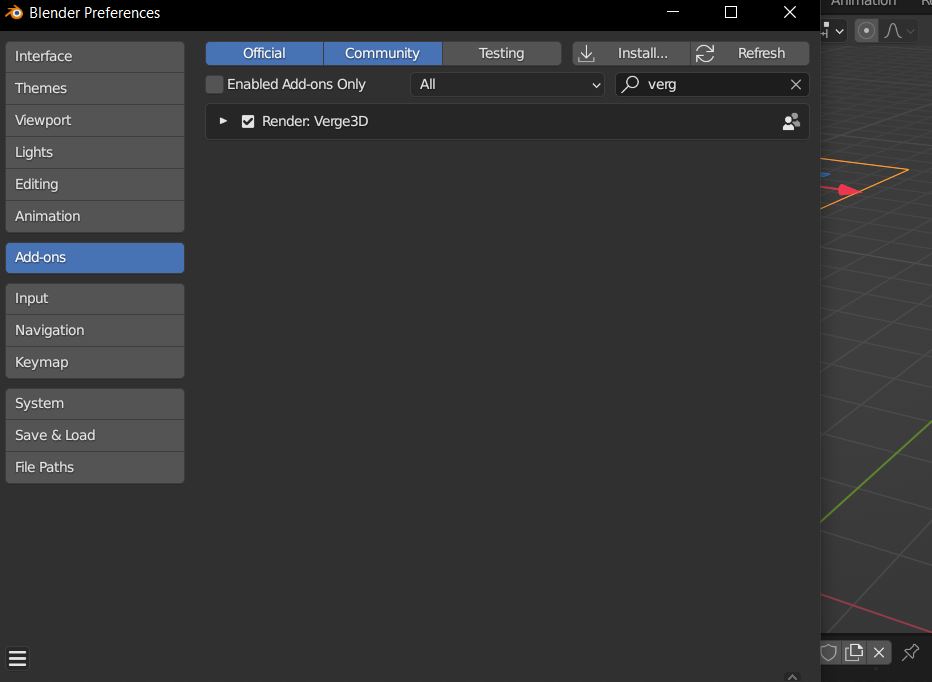 Blender Preferences
Animation
Interface
Themes
Viewport
Lights
Editing
Animation
Add-ons
Input
Navigation
Keymap
System
Save & Load
File Paths
Official Community Testing Install... Refresh
Enabled Add-ons Only All verg
Render: Verge3D